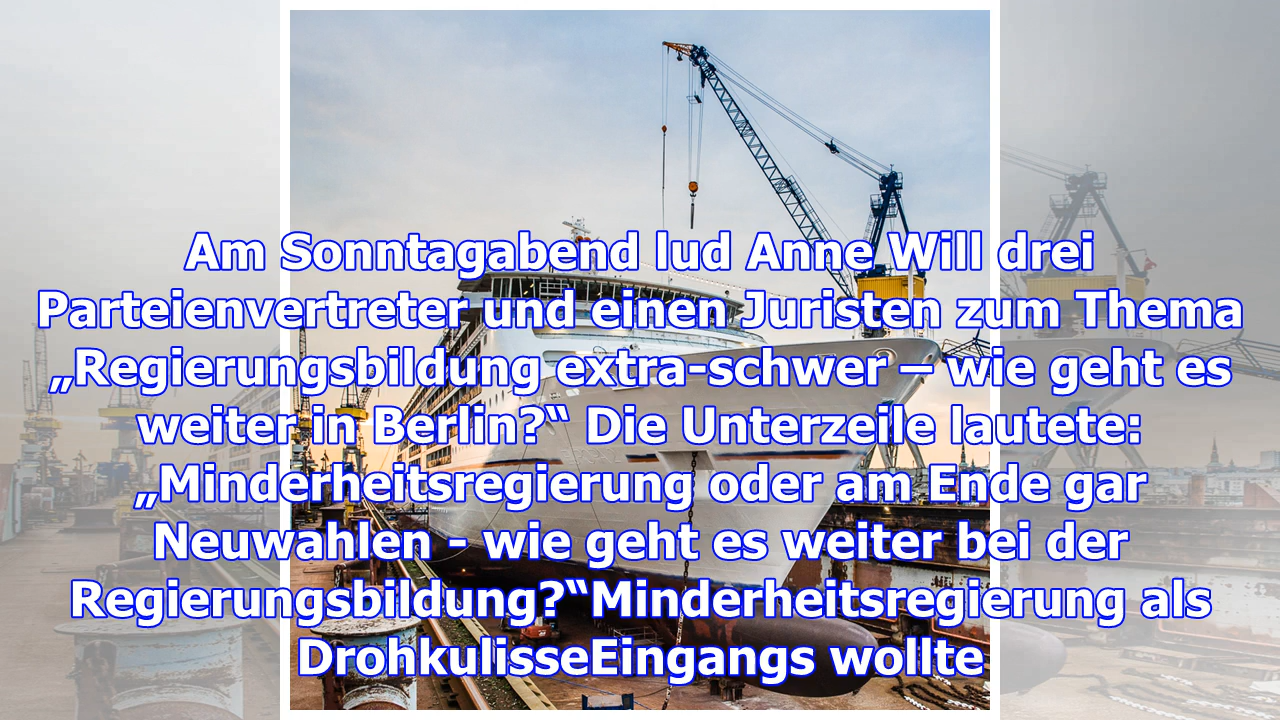 Am Sonntagabend lud Anne Will drei
Parteienvertreter und einen Juristen zum Thema
„Regierungsbildung extra-schwer – wie geht es
weiter in Berlin?“ Die Unterzeile lautete:
„Minderheitsregierung oder am Ende gar
Neuwahlen - wie geht es weiter bei der
Regierungsbildung?“Minderheitsregierung als
DrohkulisseEingangs wollte